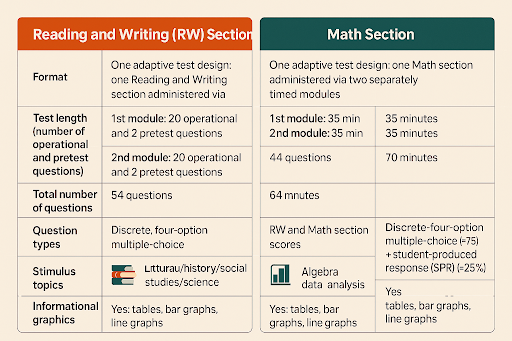 Reading and Writing (RW) Section
Math Section
Format
One adaptive test design:
one Reading and Writing
section administered via
One adaptive test design: one Math section
administered via two separately
timed modules
Test length
(number of
operational
and pretest
questions)
1st module: 20 operational
and 2 pretest questions
2nd module: 20 operational
and 2 pretest questions
1st module: 35 min
2nd module: 35 min
35 minutes
35 minutes
44 questions
70 minutes
Total number
of questions
54 questions
64 mnutes
Question
types
Discrete, four-option
multiple-choice
RW and Math section
scores
Discrete-four-option
multiple-choice (=75)
+ student-produced
response (SPR) (=25%)
Stimulus
topics
/history/social
studies/science
Algebra
data analysis
Informational
graphics
Yes: tables, bar graphs,
line graphs
Yes: tables, bar
graphs, line graphs
Yes
tables, bar graphs,
line graphs